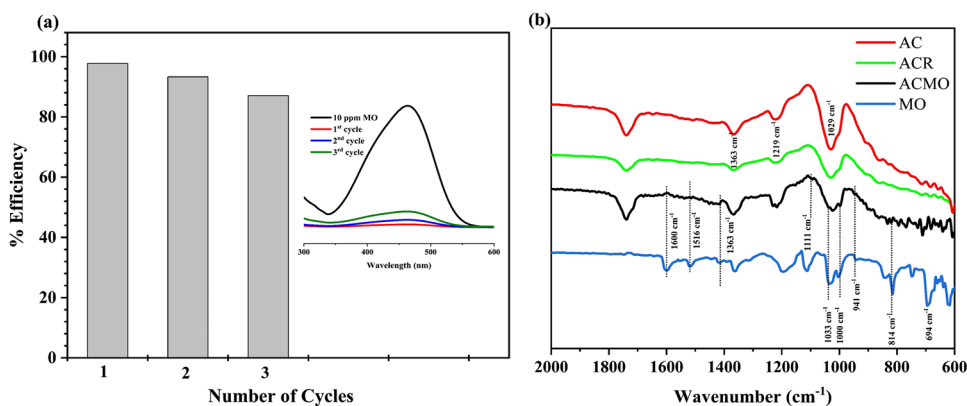 (a)
100
80
60
40
20
0
% Efficiency
1
2
3
Number of Cycles
10 ppm MO
1st cycle
2nd cycle
3rd cycle
300
400
500
600
Wavelength (nm)
(b)
AC
ACR
ACMO
MO
1363 cm-1
1219 cm-1
1029 cm-1
1600 cm-1
1516 cm-1
1363 cm-1
1111 cm-1
1033 cm-1
1000 cm-1
941 cm-1
814 cm-1
694 cm-1
2000
1800
1600
1400
1200
1000
800
600
Wavenumber (cm-1)